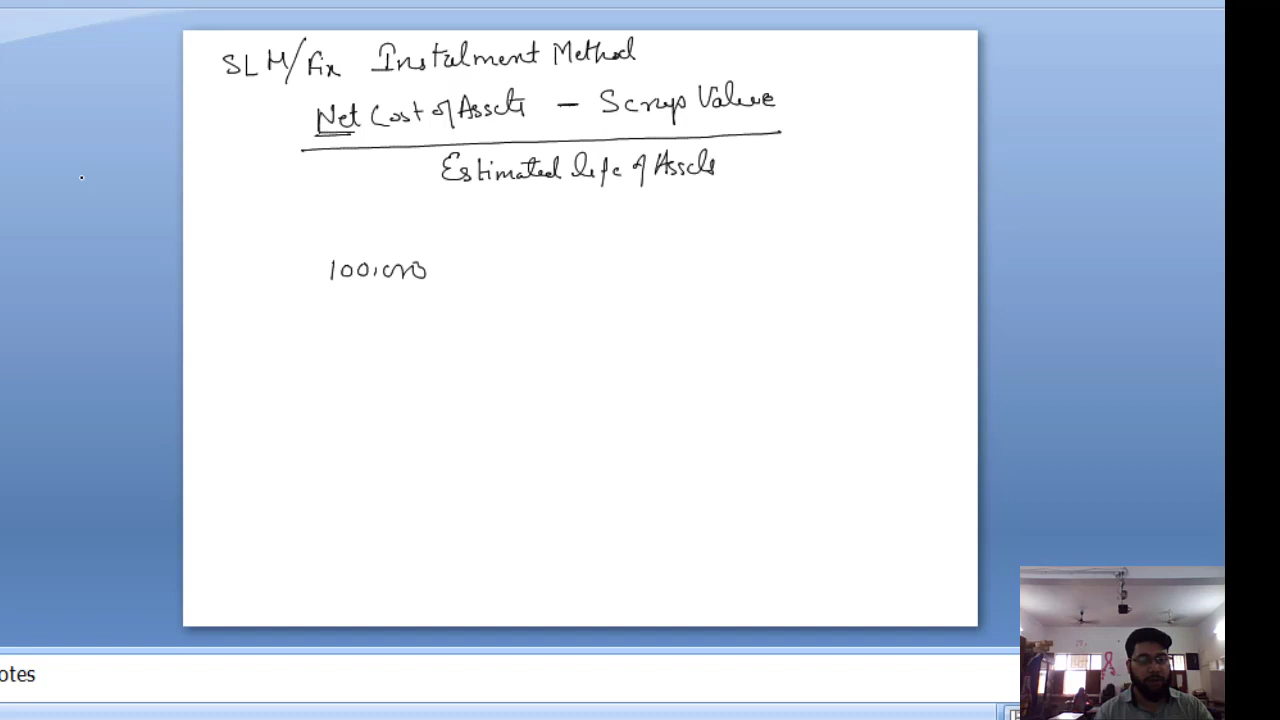 SLM/Fix Instalment Method
Net Cost of Assets - Scrap Value
Estimated life of Assets
100,000
otes